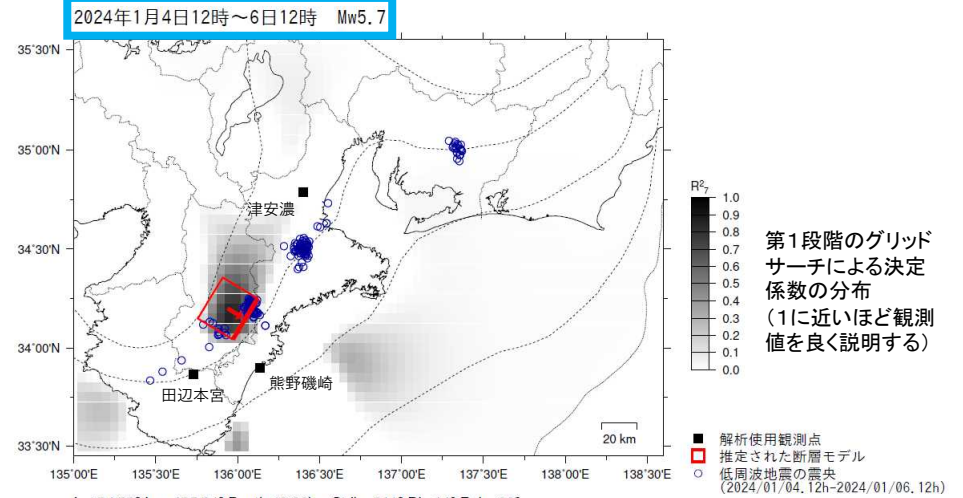 2024年1月4日12時～6日12時 Mw5.7
35°30'N
35°00'N
34°30'N
34°00'N
33°30'N
135°00'E
135°30'E
136°00'E
136°30'E
137°00'E
137°30'E
138°00'E
138°30'E
津安濃
田辺本宮
熊野磯崎
20 km
R²₇
1.0
0.9
0.8
0.7
0.6
0.5
0.4
0.3
0.2
0.1
0.0
第1段階のグリッド
サーチによる決定
係数の分布
（1に近いほど観測
値を良く説明する）
解析使用観測点
推定された断層モデル
低周波地震の震央
(2024/01/04.12h-2024/01/06.12h)